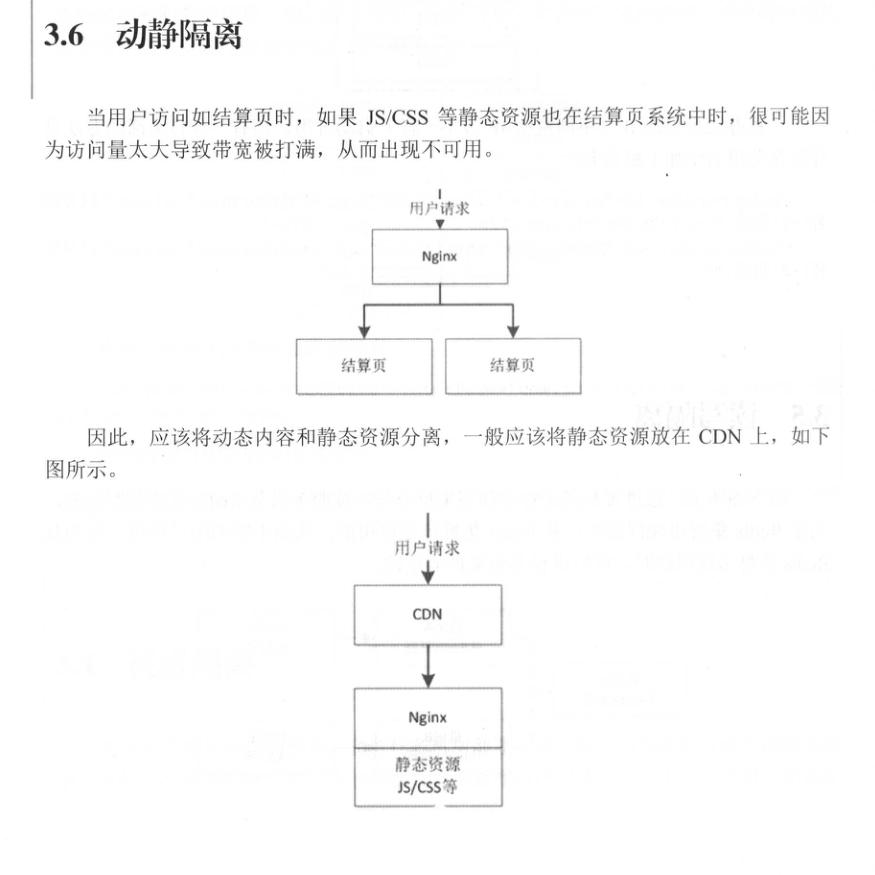 3.6 动静隔离
当用户访问如结算页时，如果 JS/CSS 等静态资源也在结算页系统中时，很可能因
为访问量太大导致带宽被打满，从而出现不可用。
用户请求
Nginx
结算页 结算页
因此，应该将动态内容和静态资源分离，一般应该将静态资源放在 CDN 上，如下
图所示。
用户请求
CDN
Nginx
静态资源
JS/CSS等